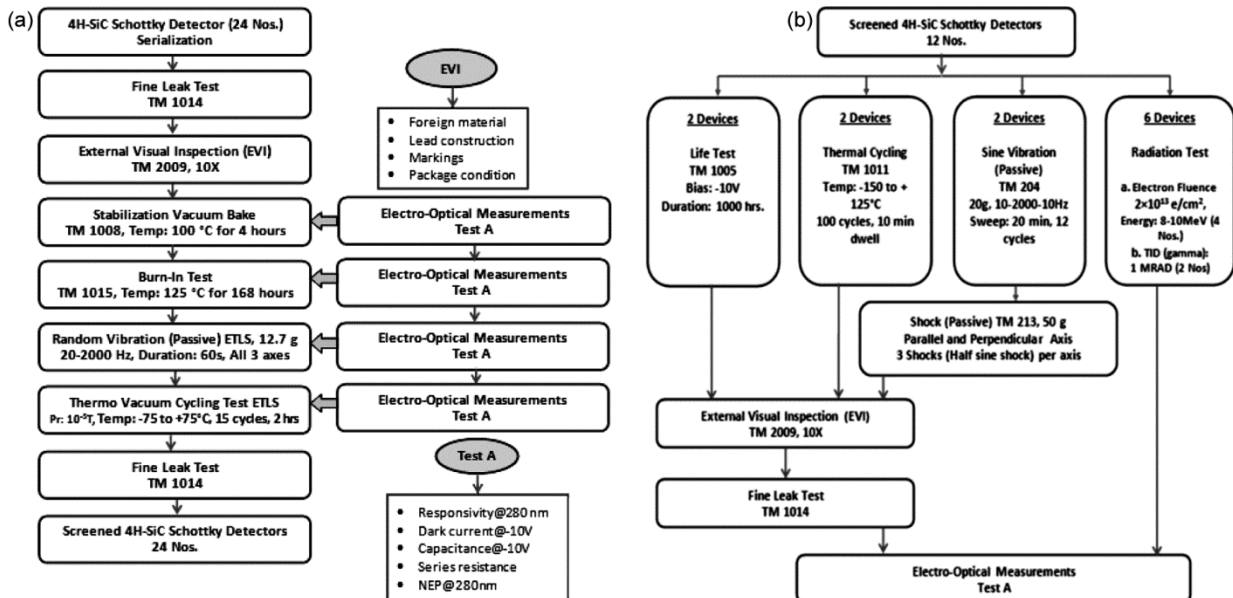 (a)
4H-SiC Schottky Detector (24 Nos.)
Serialization
Fine Leak Test
TM 1014
External Visual Inspection (EVI)
TM 2009, 10X
Stabilization Vacuum Bake
TM 1008, Temp: 100 °C for 4 hours
Burn-In Test
TM 1015, Temp: 125 °C for 168 hours
Random Vibration (Passive) ETLS, 12.7 g
20-2000 Hz, Duration: 60s, All 3 axes
Thermo Vacuum Cycling Test ETLS
Pr: 10⁻⁵T, Temp: -75 to +75°C, 15 cycles, 2 hrs
Fine Leak Test
TM 1014
Screened 4H-SiC Schottky Detectors
24 Nos.
EVI
• Foreign material
• Lead construction
• Markings
• Package condition
Electro-Optical Measurements
Test A
Electro-Optical Measurements
Test A
Electro-Optical Measurements
Test A
Electro-Optical Measurements
Test A
Test A
• Responsivity@280 nm
• Dark current@-10V
• Capacitance@-10V
• Series resistance
• NEP@280nm
(b)
Screened 4H-SiC Schottky Detectors
12 Nos.
2 Devices
Life Test
TM 1005
Bias: -10V
Duration: 1000 hrs.
2 Devices
Thermal Cycling
TM 1011
Temp: -150 to +
125°C
100 cycles, 10 min
dwell
2 Devices
Sine Vibration
(Passive)
TM 204
20g, 10-2000-10Hz
Sweep: 20 min, 12
cycles
6 Devices
Radiation Test
a. Electron Fluence
2×10¹³ e/cm²,
Energy: 8-10MeV (4
Nos.)
b. TID (gamma):
1 MRAD (2 Nos)
Shock (Passive) TM 213, 50 g
Parallel and Perpendicular Axis
3 Shocks (Half sine shock) per axis
External Visual Inspection (EVI)
TM 2009, 10X
Fine Leak Test
TM 1014
Electro-Optical Measurements
Test A